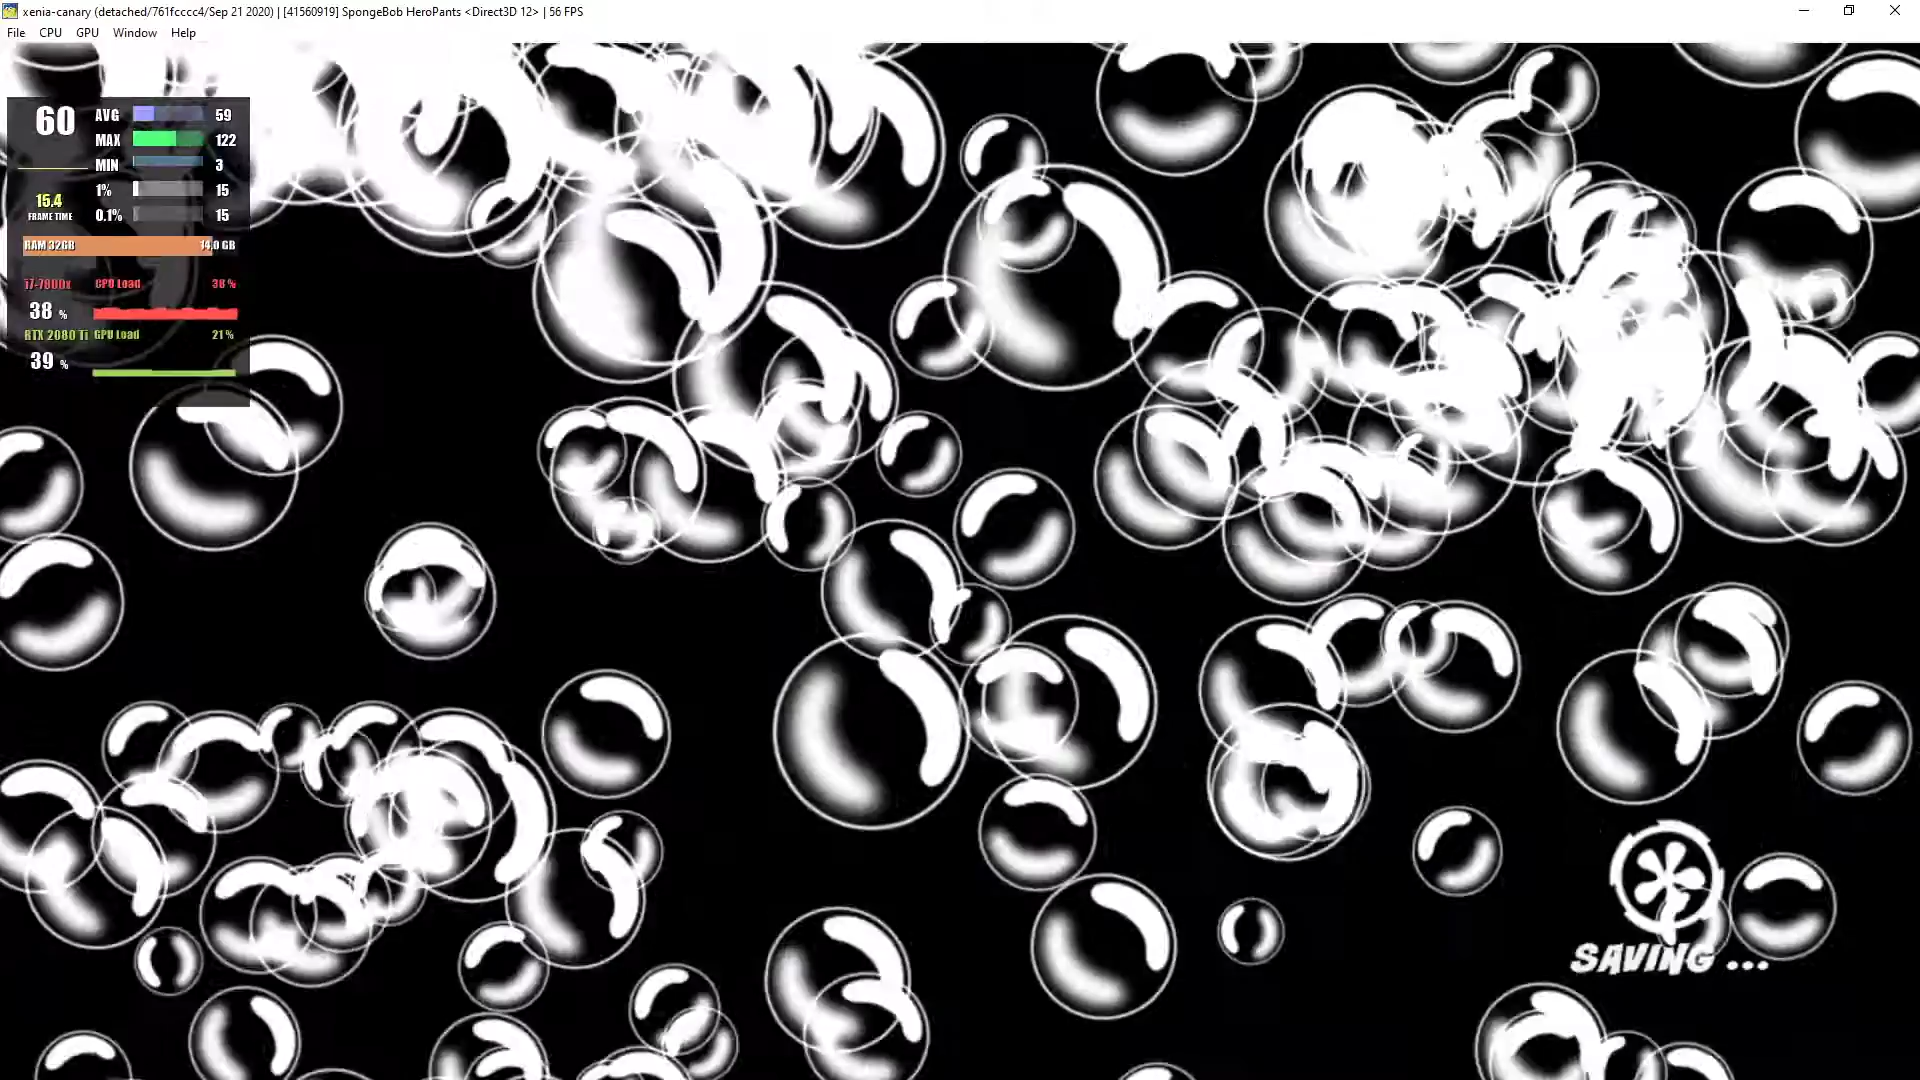 xenia-canary (detached/761fcccc4/Sep 21 2020) | [41560919] SpongeBob HeroPants <Direct3D 12> | 56 FPS
File CPU GPU Window Help
60 AVG 59
MAX 122
MIN 3
15.4 1% 15
FRAME TIME 0.1% 15
RAM 32GB 14,0 GB
i7-7800x CPU Load 38 %
38 %
RTX 2080 Ti GPU Load 21 %
39 %
SAVING ...